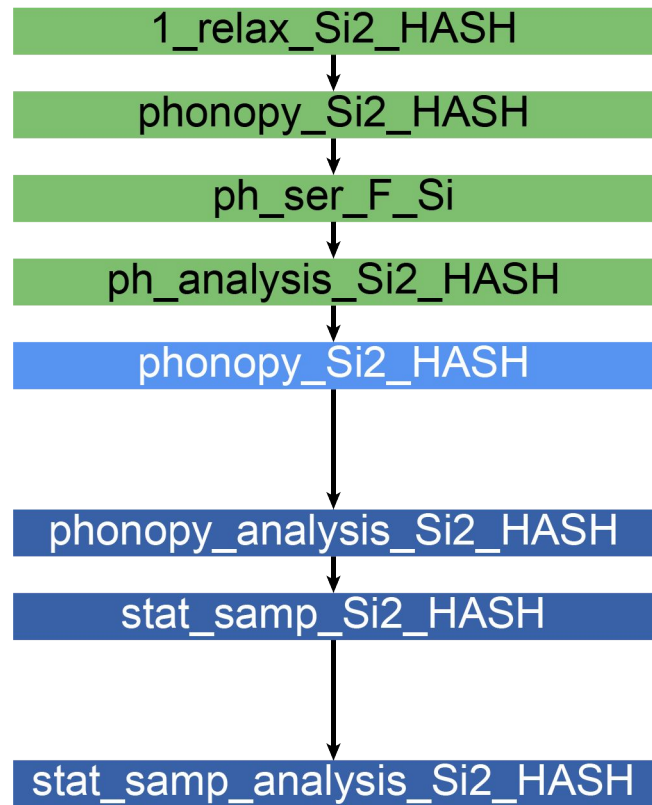 1_relax_Si2_HASH
phonopy_Si2_HASH
ph_ser_F_Si
ph_analysis_Si2_HASH
phonopy_Si2_HASH
phonopy_analysis_Si2_HASH
stat_samp_Si2_HASH
stat_samp_analysis_Si2_HASH